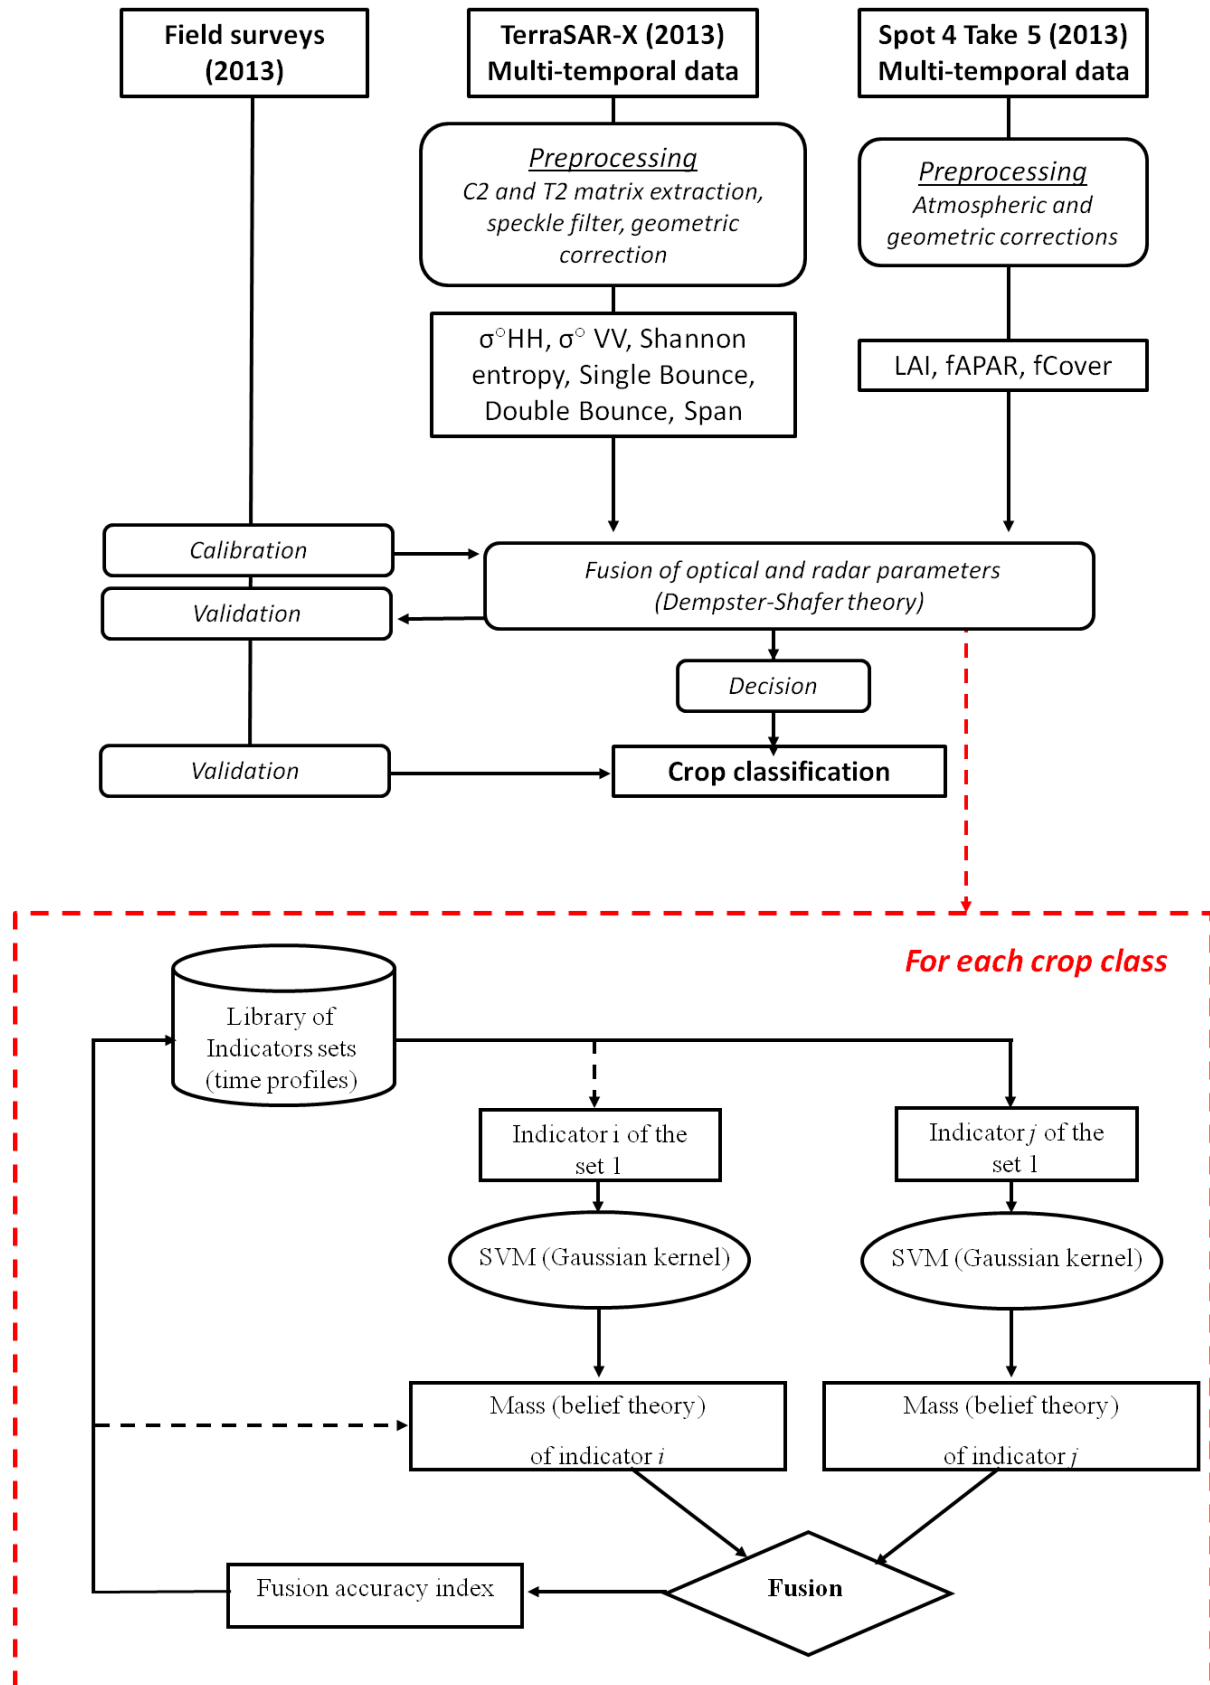 Field surveys
(2013)
TerraSAR-X (2013)
Multi-temporal data
Spot 4 Take 5 (2013)
Multi-temporal data
Preprocessing
C2 and T2 matrix extraction,
speckle filter, geometric
correction
Preprocessing
Atmospheric and
geometric corrections
σ°HH, σ° VV, Shannon
entropy, Single Bounce,
Double Bounce, Span
LAI, fAPAR, fCover
Calibration
Fusion of optical and radar parameters
(Dempster-Shafer theory)
Validation
Decision
Validation
Crop classification
For each crop class
Library of
Indicators sets
(time profiles)
Indicator i of the
set 1
Indicator j of the
set 1
SVM (Gaussian kernel)
SVM (Gaussian kernel)
Mass (belief theory)
of indicator i
Mass (belief theory)
of indicator j
Fusion accuracy index
Fusion